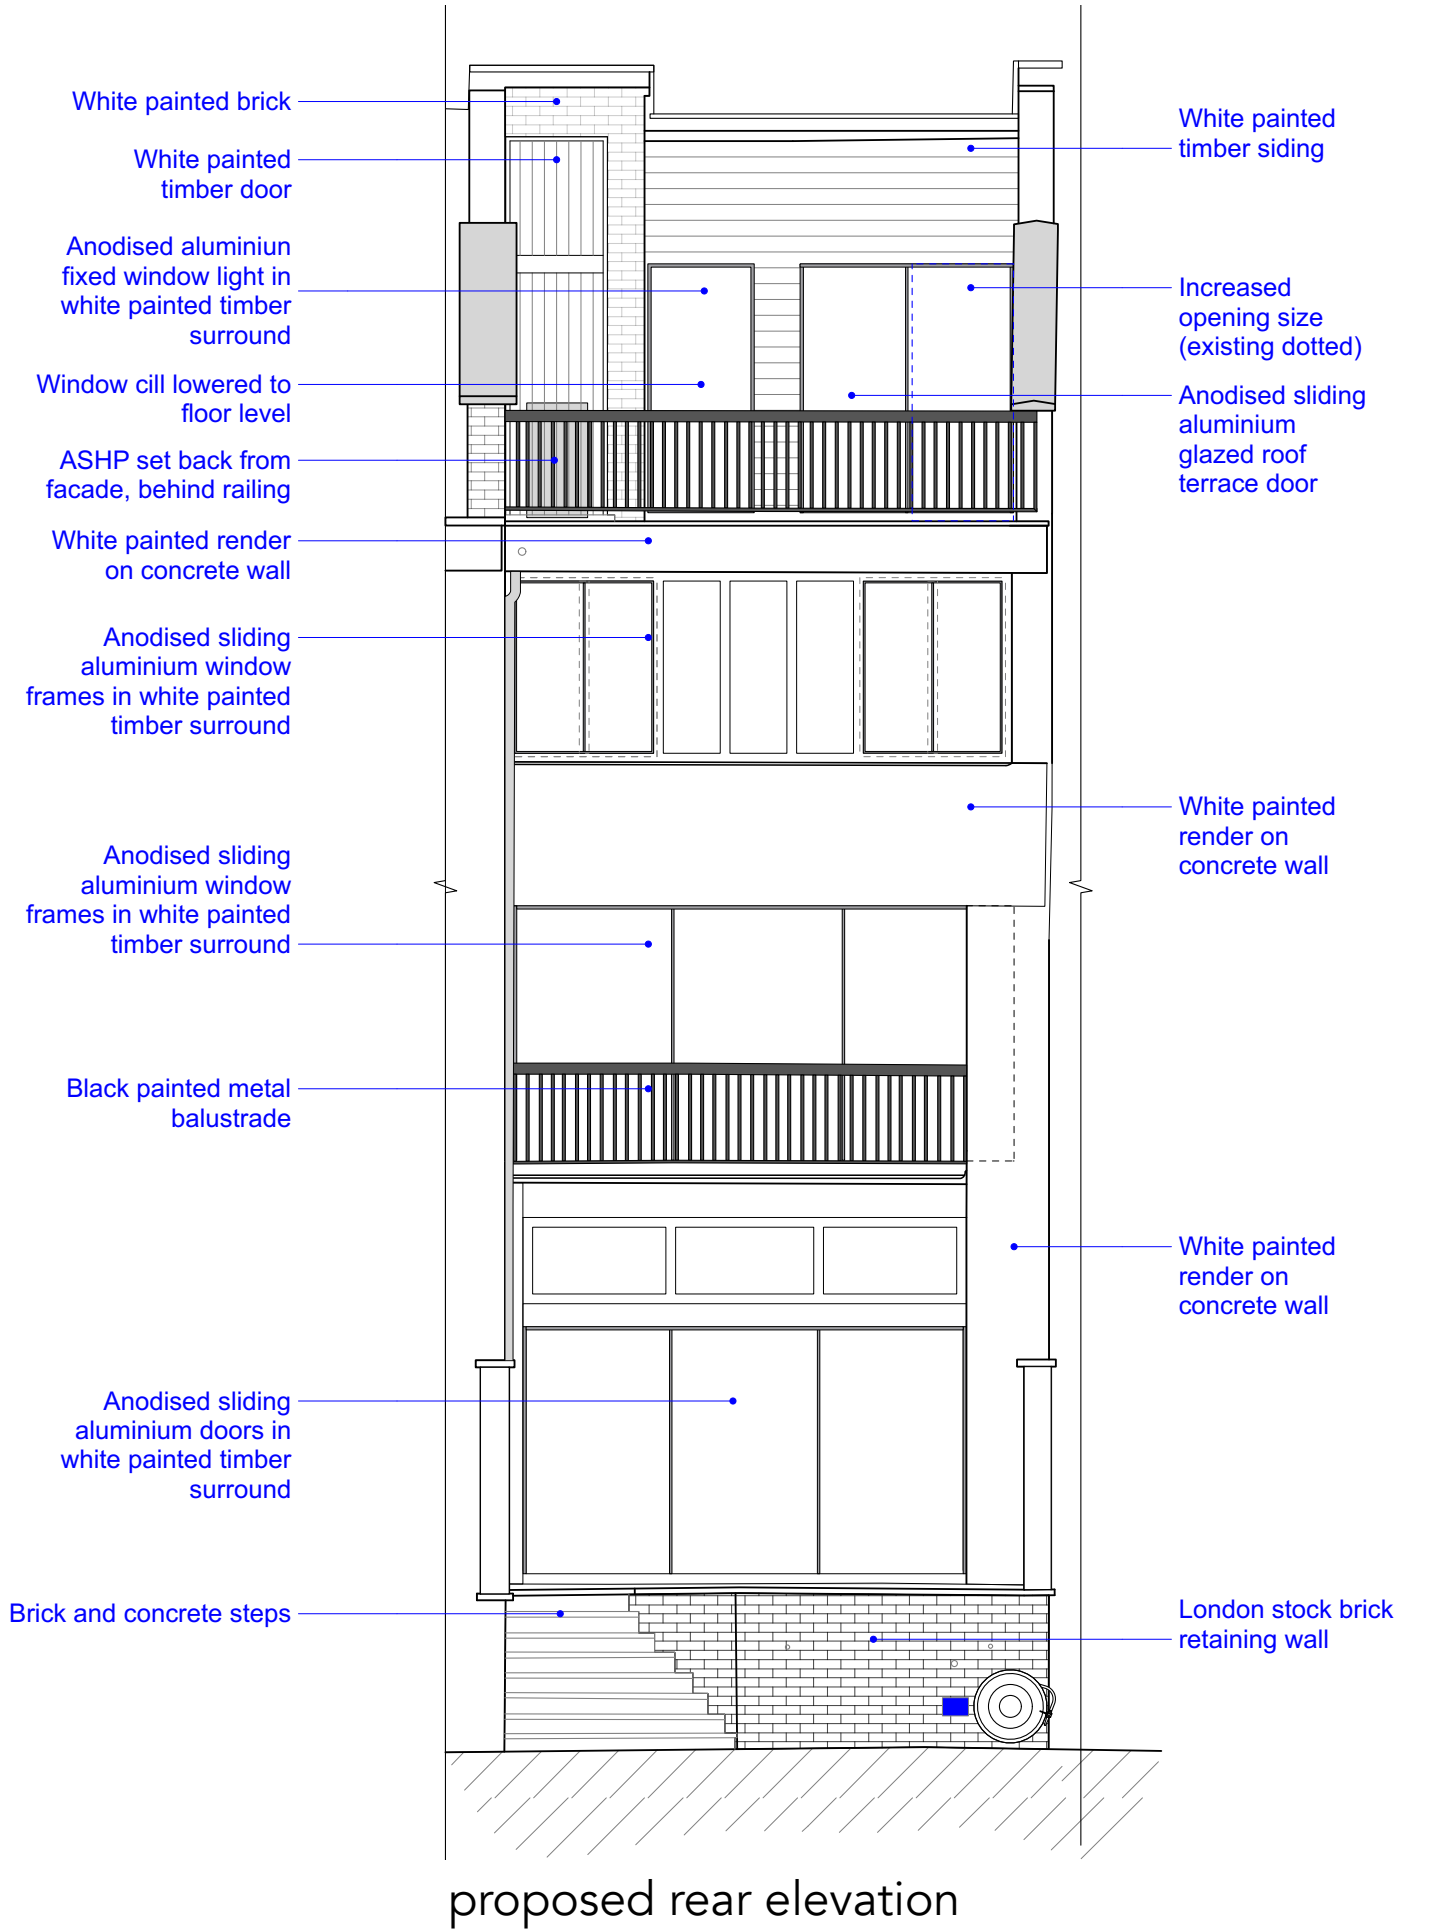 White painted brick
White painted
timber door
Anodised aluminiun
fixed window light in
white painted timber
surround
Window cill lowered to
floor level
ASHP set back from
facade, behind railing
White painted render
on concrete wall
Anodised sliding
aluminium window
frames in white painted
timber surround
Anodised sliding
aluminium window
frames in white painted
timber surround
Black painted metal
balustrade
Anodised sliding
aluminium doors in
white painted timber
surround
Brick and concrete steps
White painted
timber siding
Increased
opening size
(existing dotted)
Anodised sliding
aluminium
glazed roof
terrace door
White painted
render on
concrete wall
White painted
render on
concrete wall
London stock brick
retaining wall
proposed rear elevation